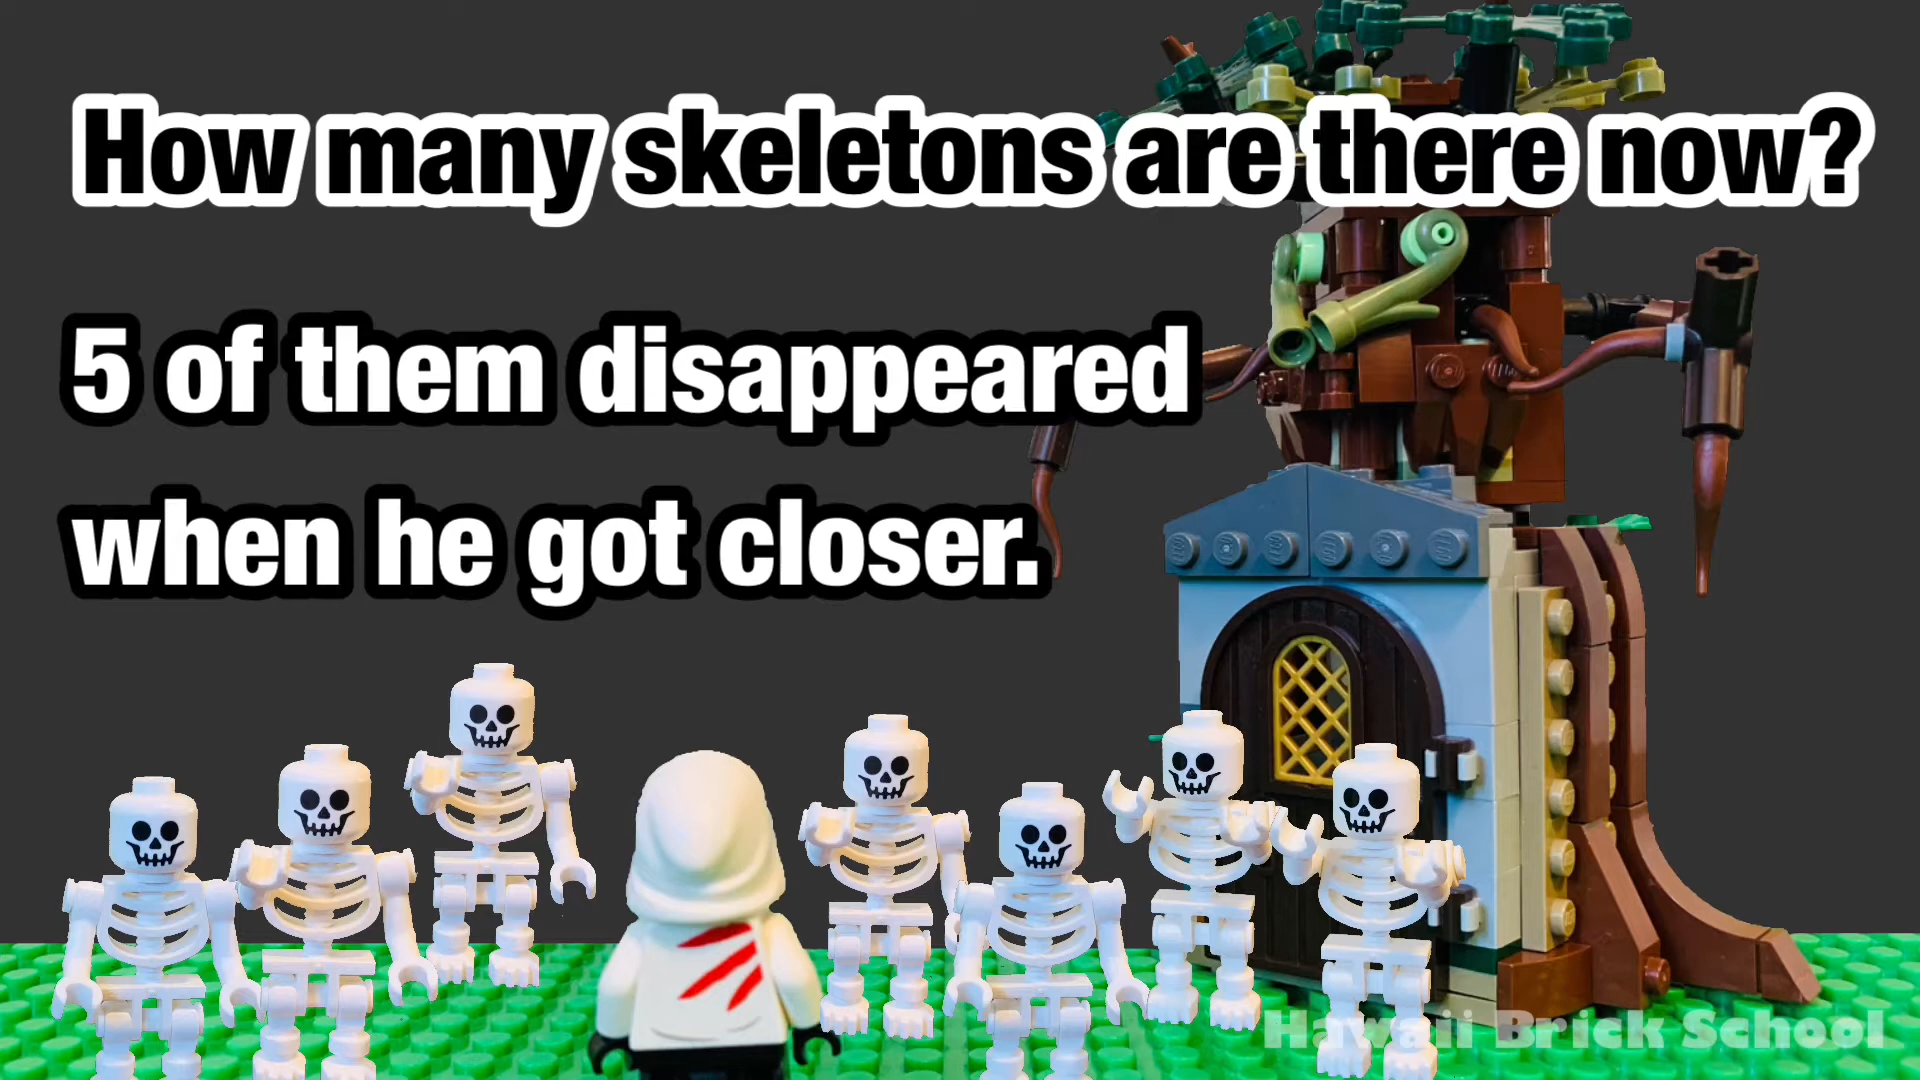 How many skeletons are there now?
5 of them disappeared
when he got closer.
Hawaii Brick School